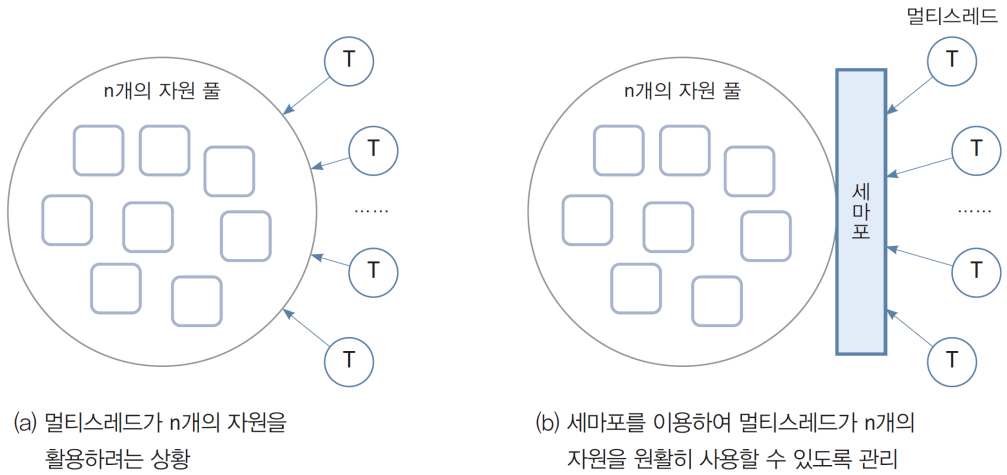 n개의 자원 풀
T
T
……
T
T
(a) 멀티스레드가 n개의 자원을
활용하려는 상황
멀티스레드
n개의 자원 풀
세마포
T
T
……
T
T
(b) 세마포를 이용하여 멀티스레드가 n개의
자원을 원활히 사용할 수 있도록 관리